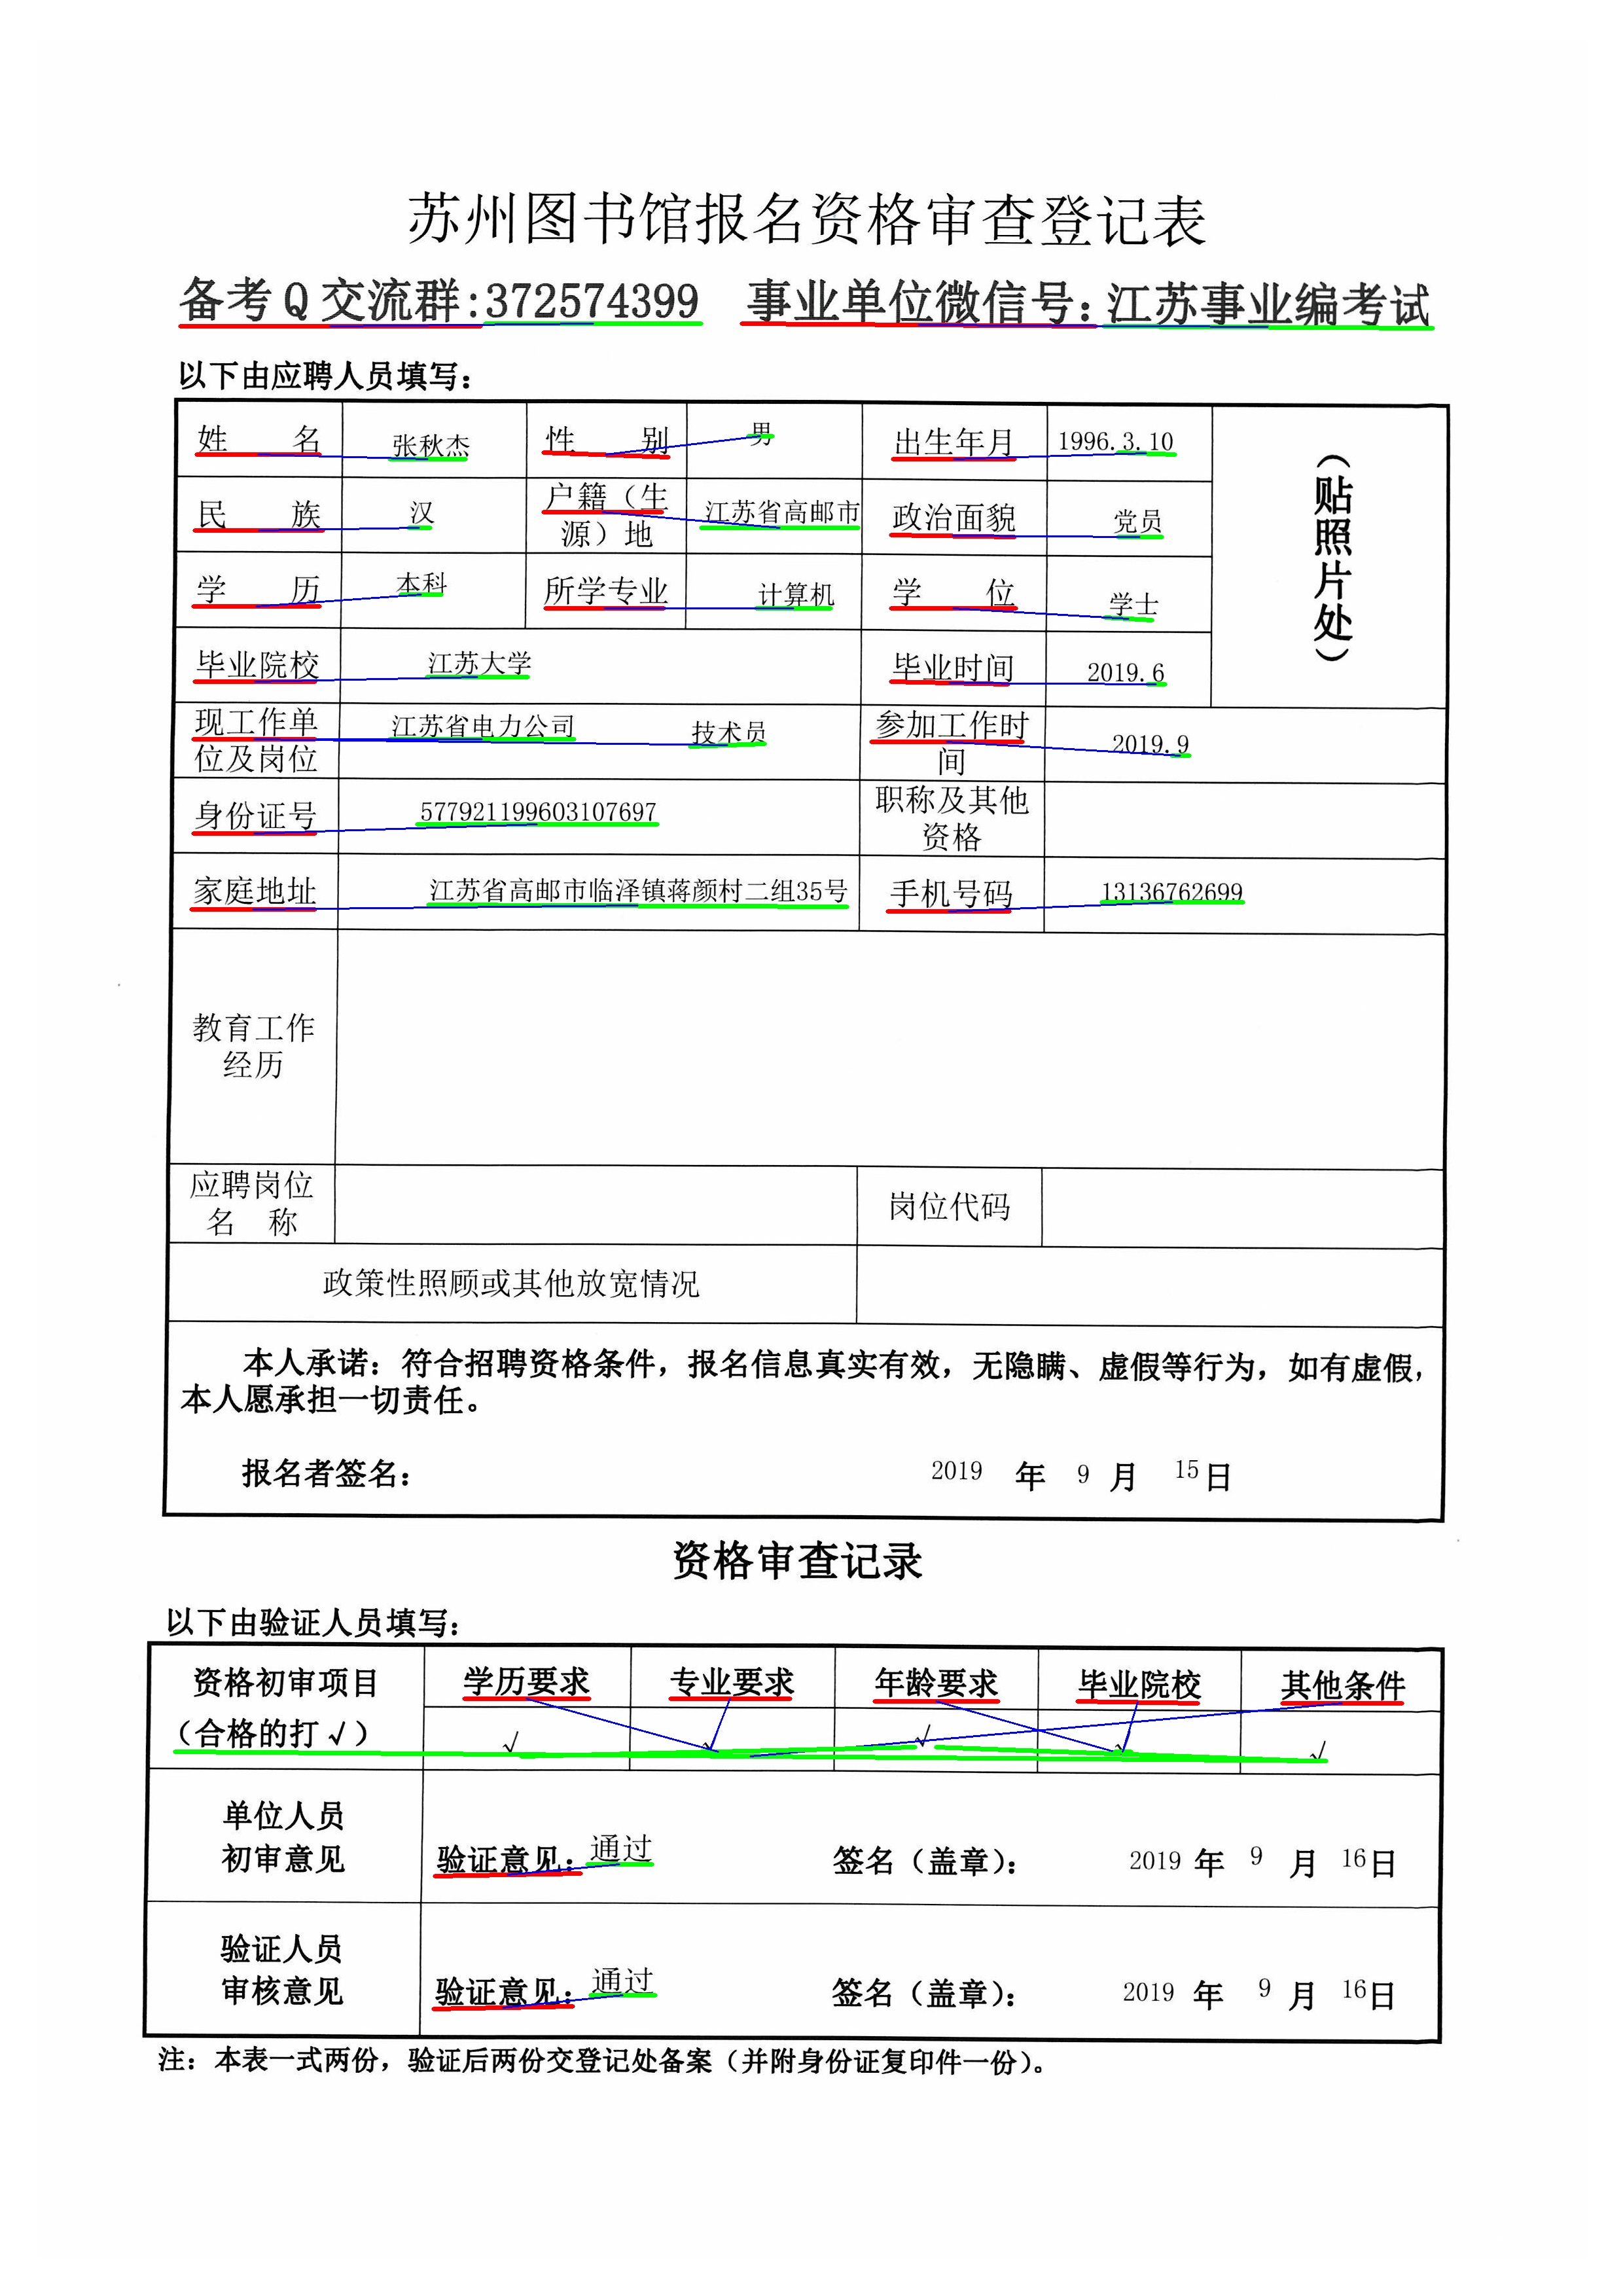 苏州图书馆报名资格审查登记表
备考 Q 交流群:372574399 事业单位微信号：江苏事业编考试
以下由应聘人员填写：
姓 名 张秋杰 性 别 男 出生年月 1996.3.10
（贴照片处）
民 族 汉 户籍（生源）地 江苏省高邮市 政治面貌 党员
学 历 本科 所学专业 计算机 学 位 学士
毕业院校 江苏大学 毕业时间 2019.6
现工作单位及岗位 江苏省电力公司 技术员 参加工作时间 2019.9
身份证号 577921199603107697 职称及其他资格
家庭地址 江苏省高邮市临泽镇蒋颜村二组35号 手机号码 13136762699
教育工作
经历
应聘岗位
名 称
岗位代码
政策性照顾或其他放宽情况
本人承诺：符合招聘资格条件，报名信息真实有效，无隐瞒、虚假等行为，如有虚假，
本人愿承担一切责任。
报名者签名： 2019 年 9 月 15日
资格审查记录
以下由验证人员填写：
资格初审项目 学历要求 专业要求 年龄要求 毕业院校 其他条件
（合格的打√） √ √ √ √ √
单位人员
初审意见
验证意见：通过 签名（盖章）： 2019 年 9 月 16日
验证人员
审核意见
验证意见：通过 签名（盖章）： 2019 年 9 月 16日
注：本表一式两份，验证后两份交登记处备案（并附身份证复印件一份）。